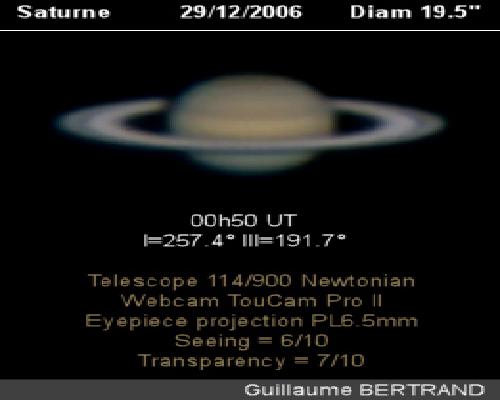 Saturne 29/12/2006 Diam 19.5"
00h50 UT
I=257.4° III=191.7°
Telescope 114/900 Newtonian
Webcam TouCam Pro II
Eyepiece projection PL6.5mm
Seeing = 6/10
Transparency = 7/10
Guillaume BERTRAND